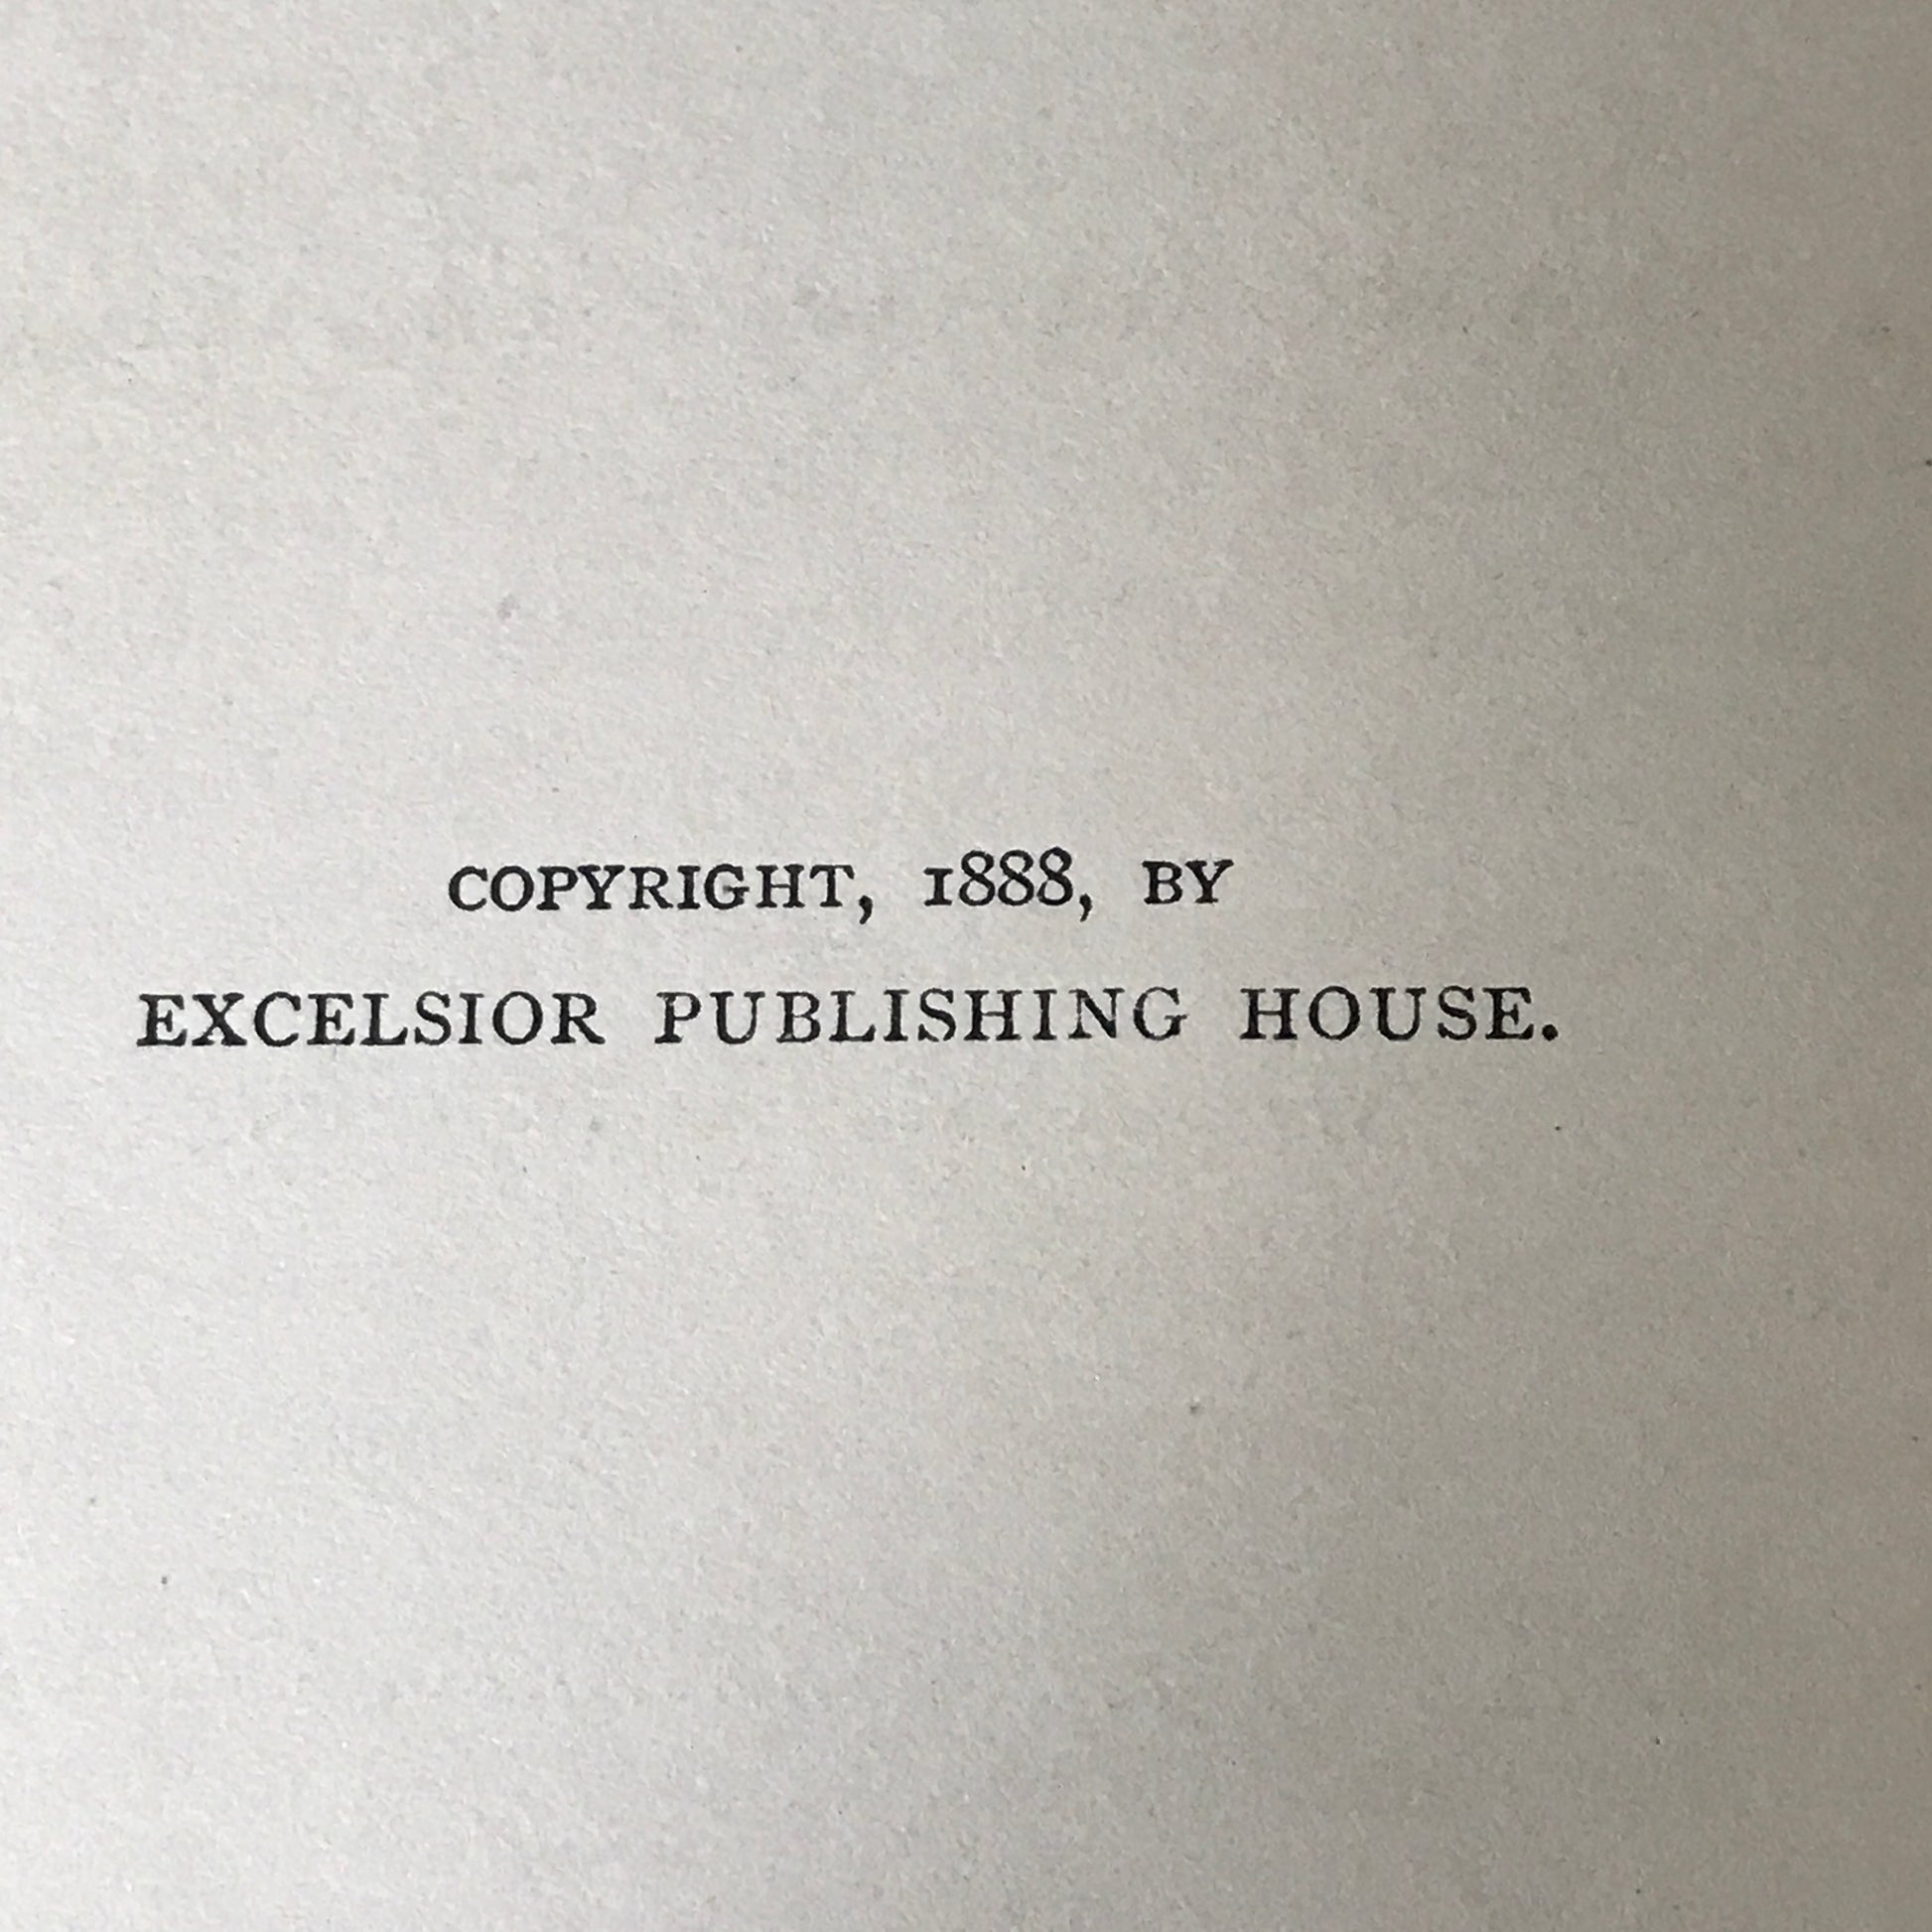 COPYRIGHT, 1888, BY
EXCELSIOR PUBLISHING HOUSE.